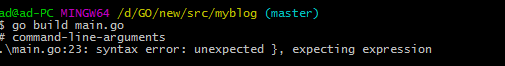 ad@ad-PC MINGW64 /d/GO/new/src/myblog (master)
$ go build main.go
# command-line-arguments
.\main.go:23: syntax error: unexpected }, expecting expression